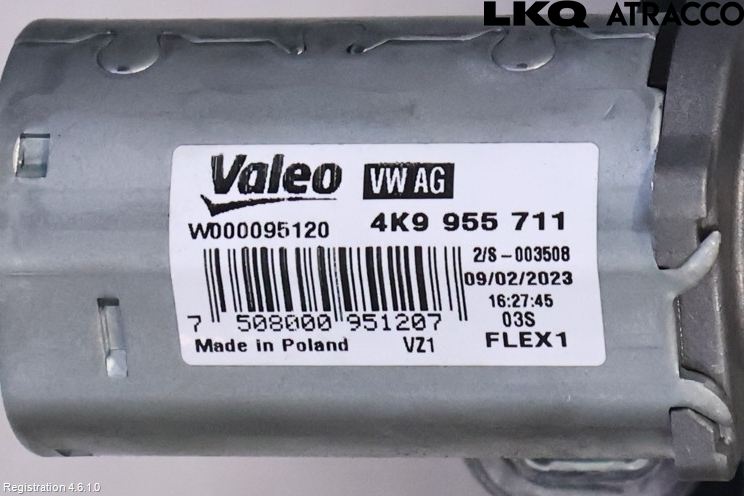 LKQ ATRACCO
Valeo VW AG
W000095120 4K9 955 711
2/S-003508
09/02/2023
16:27:45
7 508000 951207 03S
Made in Poland VZ1 FLEX1
Registration 4.6.1.0